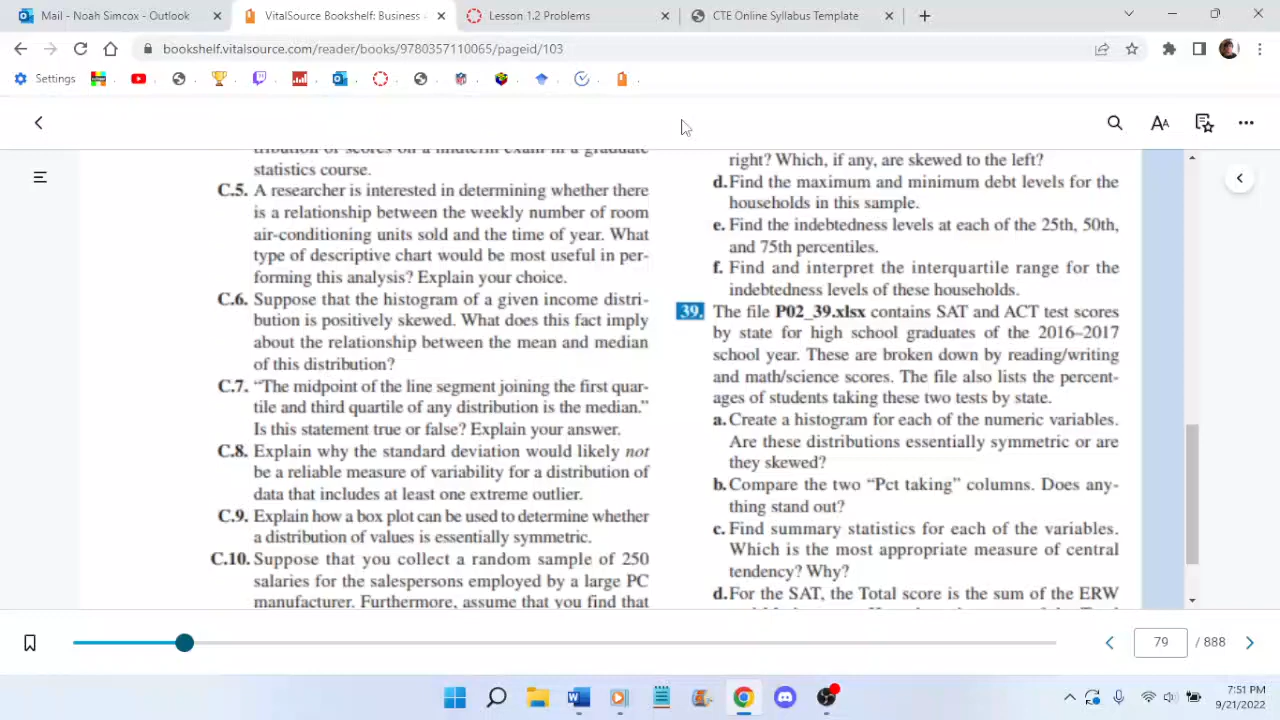 Mail - Noah Simcox - Outlook
VitalSource Bookshelf: Business
Lesson 1.2 Problems
CTE Online Syllabus Template
bookshelf.vitalsource.com/reader/books/9780357110065/pageid/103
Settings
statistics course.
C.5. A researcher is interested in determining whether there
is a relationship between the weekly number of room
air-conditioning units sold and the time of year. What
type of descriptive chart would be most useful in per-
forming this analysis? Explain your choice.
C.6. Suppose that the histogram of a given income distri-
bution is positively skewed. What does this fact imply
about the relationship between the mean and median
of this distribution?
C.7. “The midpoint of the line segment joining the first quar-
tile and third quartile of any distribution is the median.”
Is this statement true or false? Explain your answer.
C.8. Explain why the standard deviation would likely not
be a reliable measure of variability for a distribution of
data that includes at least one extreme outlier.
C.9. Explain how a box plot can be used to determine whether
a distribution of values is essentially symmetric.
C.10. Suppose that you collect a random sample of 250
salaries for the salespersons employed by a large PC
manufacturer. Furthermore, assume that you find that
right? Which, if any, are skewed to the left?
d. Find the maximum and minimum debt levels for the
households in this sample.
e. Find the indebtedness levels at each of the 25th, 50th,
and 75th percentiles.
f. Find and interpret the interquartile range for the
indebtedness levels of these households.
39. The file P02_39.xlsx contains SAT and ACT test scores
by state for high school graduates of the 2016–2017
school year. These are broken down by reading/writing
and math/science scores. The file also lists the percent-
ages of students taking these two tests by state.
a. Create a histogram for each of the numeric variables.
Are these distributions essentially symmetric or are
they skewed?
b. Compare the two “Pct taking” columns. Does any-
thing stand out?
c. Find summary statistics for each of the variables.
Which is the most appropriate measure of central
tendency? Why?
d. For the SAT, the Total score is the sum of the ERW
79 / 888
7:51 PM
9/21/2022